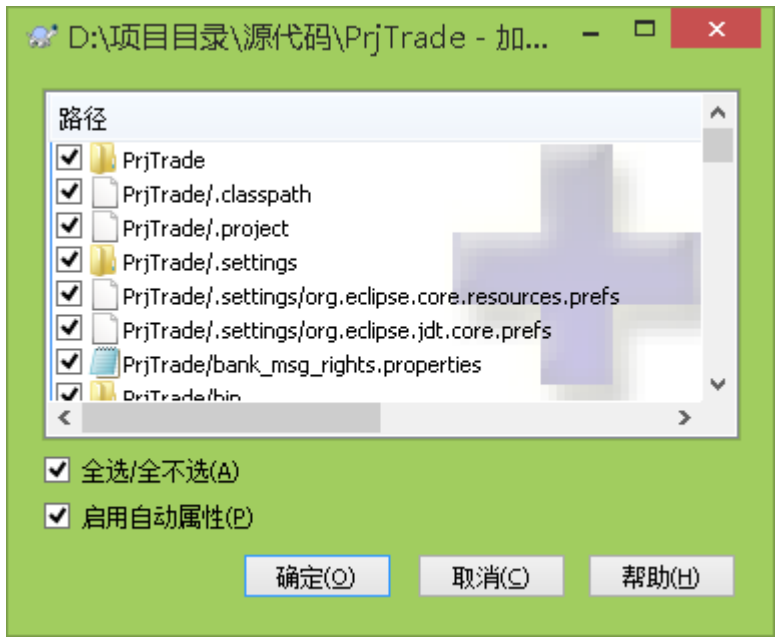 D:\项目目录\源代码\PrjTrade - 加...
路径
PrjTrade
PrjTrade/.classpath
PrjTrade/.project
PrjTrade/.settings
PrjTrade/.settings/org.eclipse.core.resources.prefs
PrjTrade/.settings/org.eclipse.jdt.core.prefs
PrjTrade/bank_msg_rights.properties
PrjTrade/bin
全选/全不选(A)
启用自动属性(P)
确定(O) 取消(C) 帮助(H)